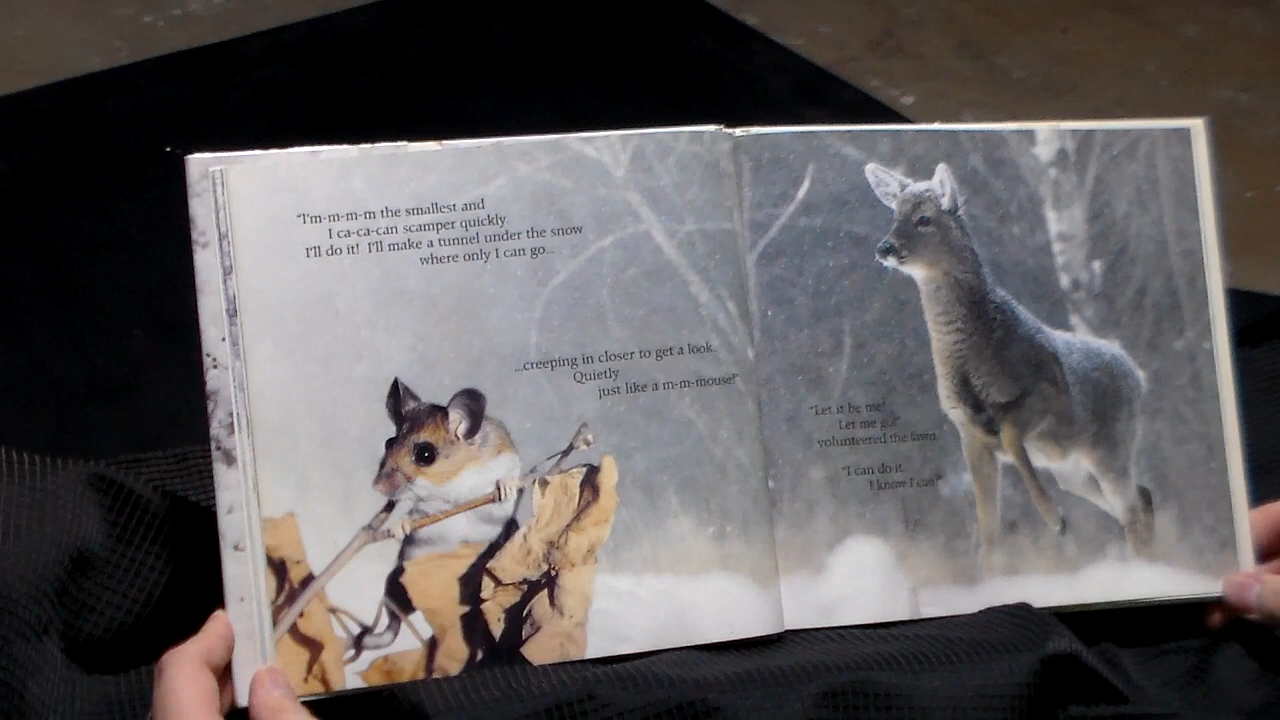 "I'm-m-m-m the smallest and
I ca-ca-can scamper quickly
I'll do it! I'll make a tunnel under the snow
where only I can go...
...creeping in closer to get a look.
Quietly
just like a m-m-mouse!"
"Let it be me!
Let me go!"
volunteered the fawn.
"I can do it.
I know I can!"